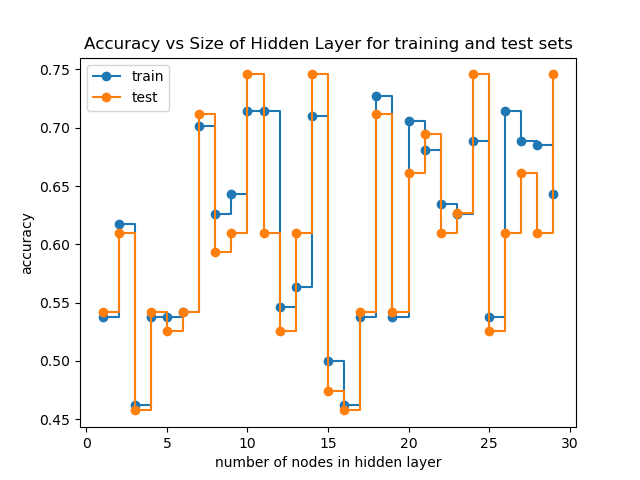 Accuracy vs Size of Hidden Layer for training and test sets
train
test
0.75
0.70
0.65
0.60
0.55
0.50
0.45
accuracy
0 5 10 15 20 25 30
number of nodes in hidden layer